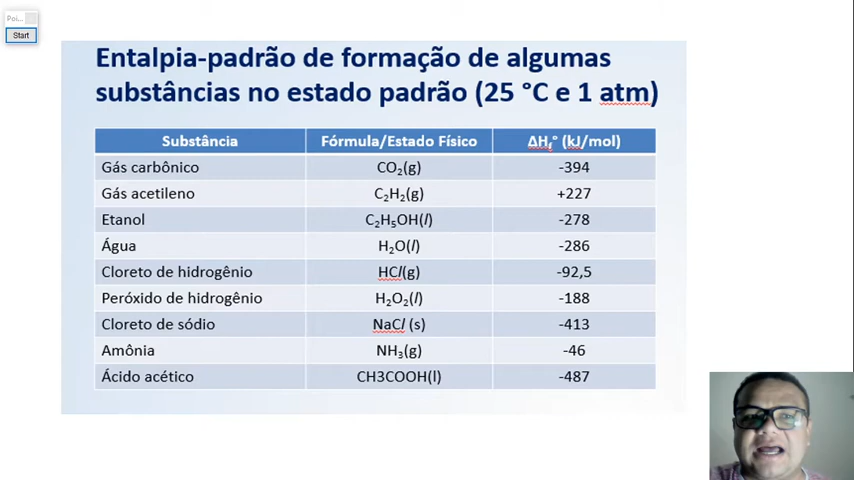 Poi...
Start
Entalpia-padrão de formação de algumas
substâncias no estado padrão (25 °C e 1 atm)
Substância Fórmula/Estado Físico ΔHf° (kJ/mol)
Gás carbônico CO₂(g) -394
Gás acetileno C₂H₂(g) +227
Etanol C₂H₅OH(l) -278
Água H₂O(l) -286
Cloreto de hidrogênio HCl(g) -92,5
Peróxido de hidrogênio H₂O₂(l) -188
Cloreto de sódio NaCl (s) -413
Amônia NH₃(g) -46
Ácido acético CH3COOH(l) -487